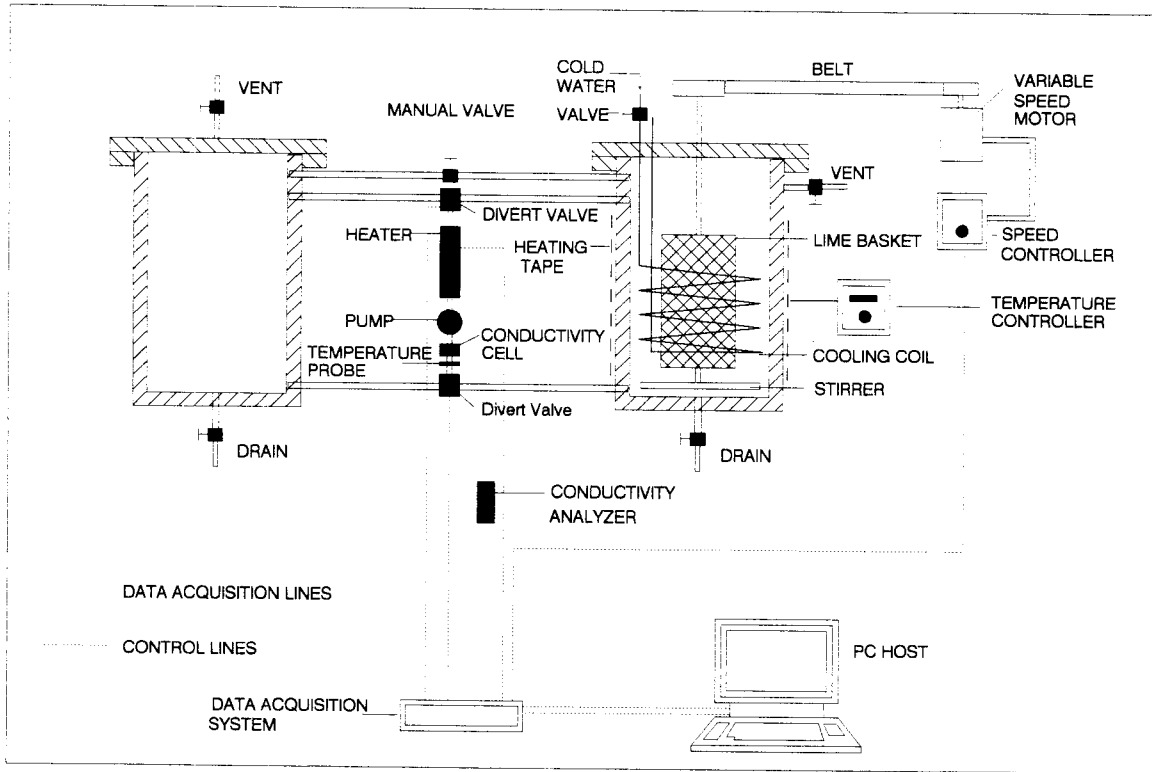 VENT
MANUAL VALVE
COLD
WATER
VALVE
BELT
VARIABLE
SPEED
MOTOR
VENT
DIVERT VALVE
HEATER
HEATING
TAPE
LIME BASKET
SPEED
CONTROLLER
PUMP
CONDUCTIVITY
CELL
TEMPERATURE
PROBE
TEMPERATURE
CONTROLLER
COOLING COIL
STIRRER
Divert Valve
DRAIN
DRAIN
CONDUCTIVITY
ANALYZER
DATA ACQUISITION LINES
CONTROL LINES
PC HOST
DATA ACQUISITION
SYSTEM